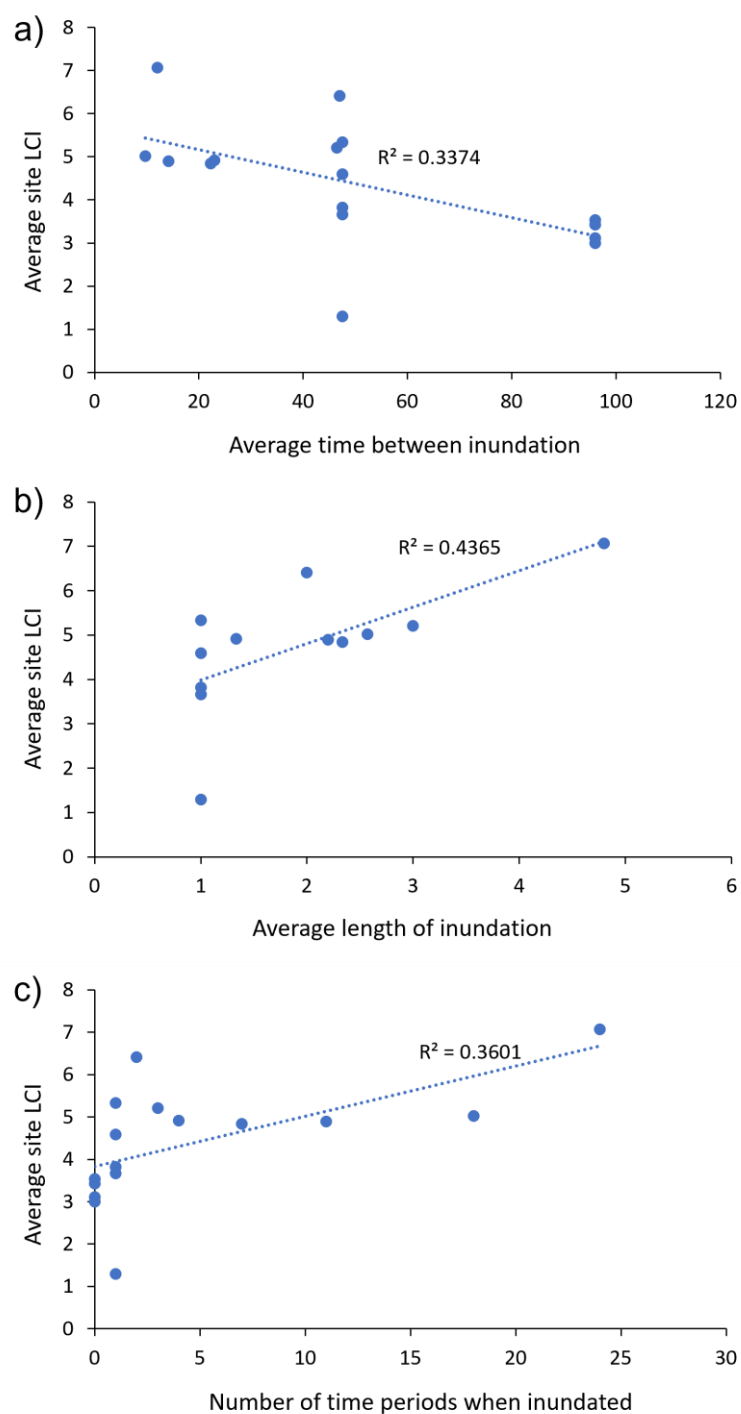 a)
8
7
6
5
4
3
2
1
0
Average site LCI
R² = 0.3374
0 20 40 60 80 100 120
Average time between inundation
b)
8
7
6
5
4
3
2
1
0
Average site LCI
R² = 0.4365
0 1 2 3 4 5 6
Average length of inundation
c)
8
7
6
5
4
3
2
1
0
Average site LCI
R² = 0.3601
0 5 10 15 20 25 30
Number of time periods when inundated